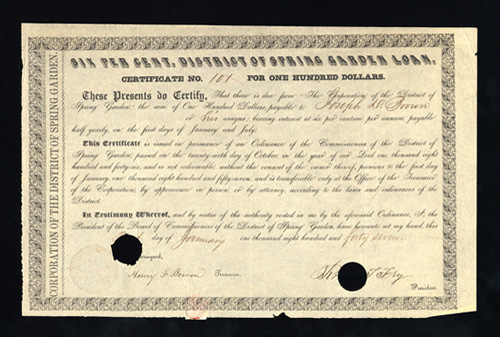 SIX PER CENT. DISTRICT OF SPRING GARDEN LOAN,
CERTIFICATE NO. 101 FOR ONE HUNDRED DOLLARS.
CORPORATION OF THE DISTRICT OF SPRING GARDEN.
These Presents do Certify, That there is due from "The Corporation of the District of
Spring Garden, the sum of One Hundred Dollars, payable to Joseph D. Brown
or his assigns, bearing interest at six per centum per annum, payable
half yearly, on the first days of January and July.
This Certificate is issued in pursuance of an Ordinance of the Commissioners of the District
of Spring Garden, passed on the twenty-sixth day of October, in the year of our Lord one thousand eight
hundred and forty-six, and is not redeemable without the consent of the owner thereof, previous to the first day
of January, one thousand eight hundred and fifty-seven, and is transferable only at the Office of the Treasurer
of the Corporation, by appearance in person or by attorney, according to the laws and ordinances of the
District.
In Testimony Whereof, and by virtue of the authority vested in me by the aforesaid Ordinance, I, the
President of the Board of Commissioners of the District of Spring Garden, have hereunto set my hand, this
day of January one thousand eight hundred and forty seven.
Henry F. Bowen Treasurer.
Fry
President.